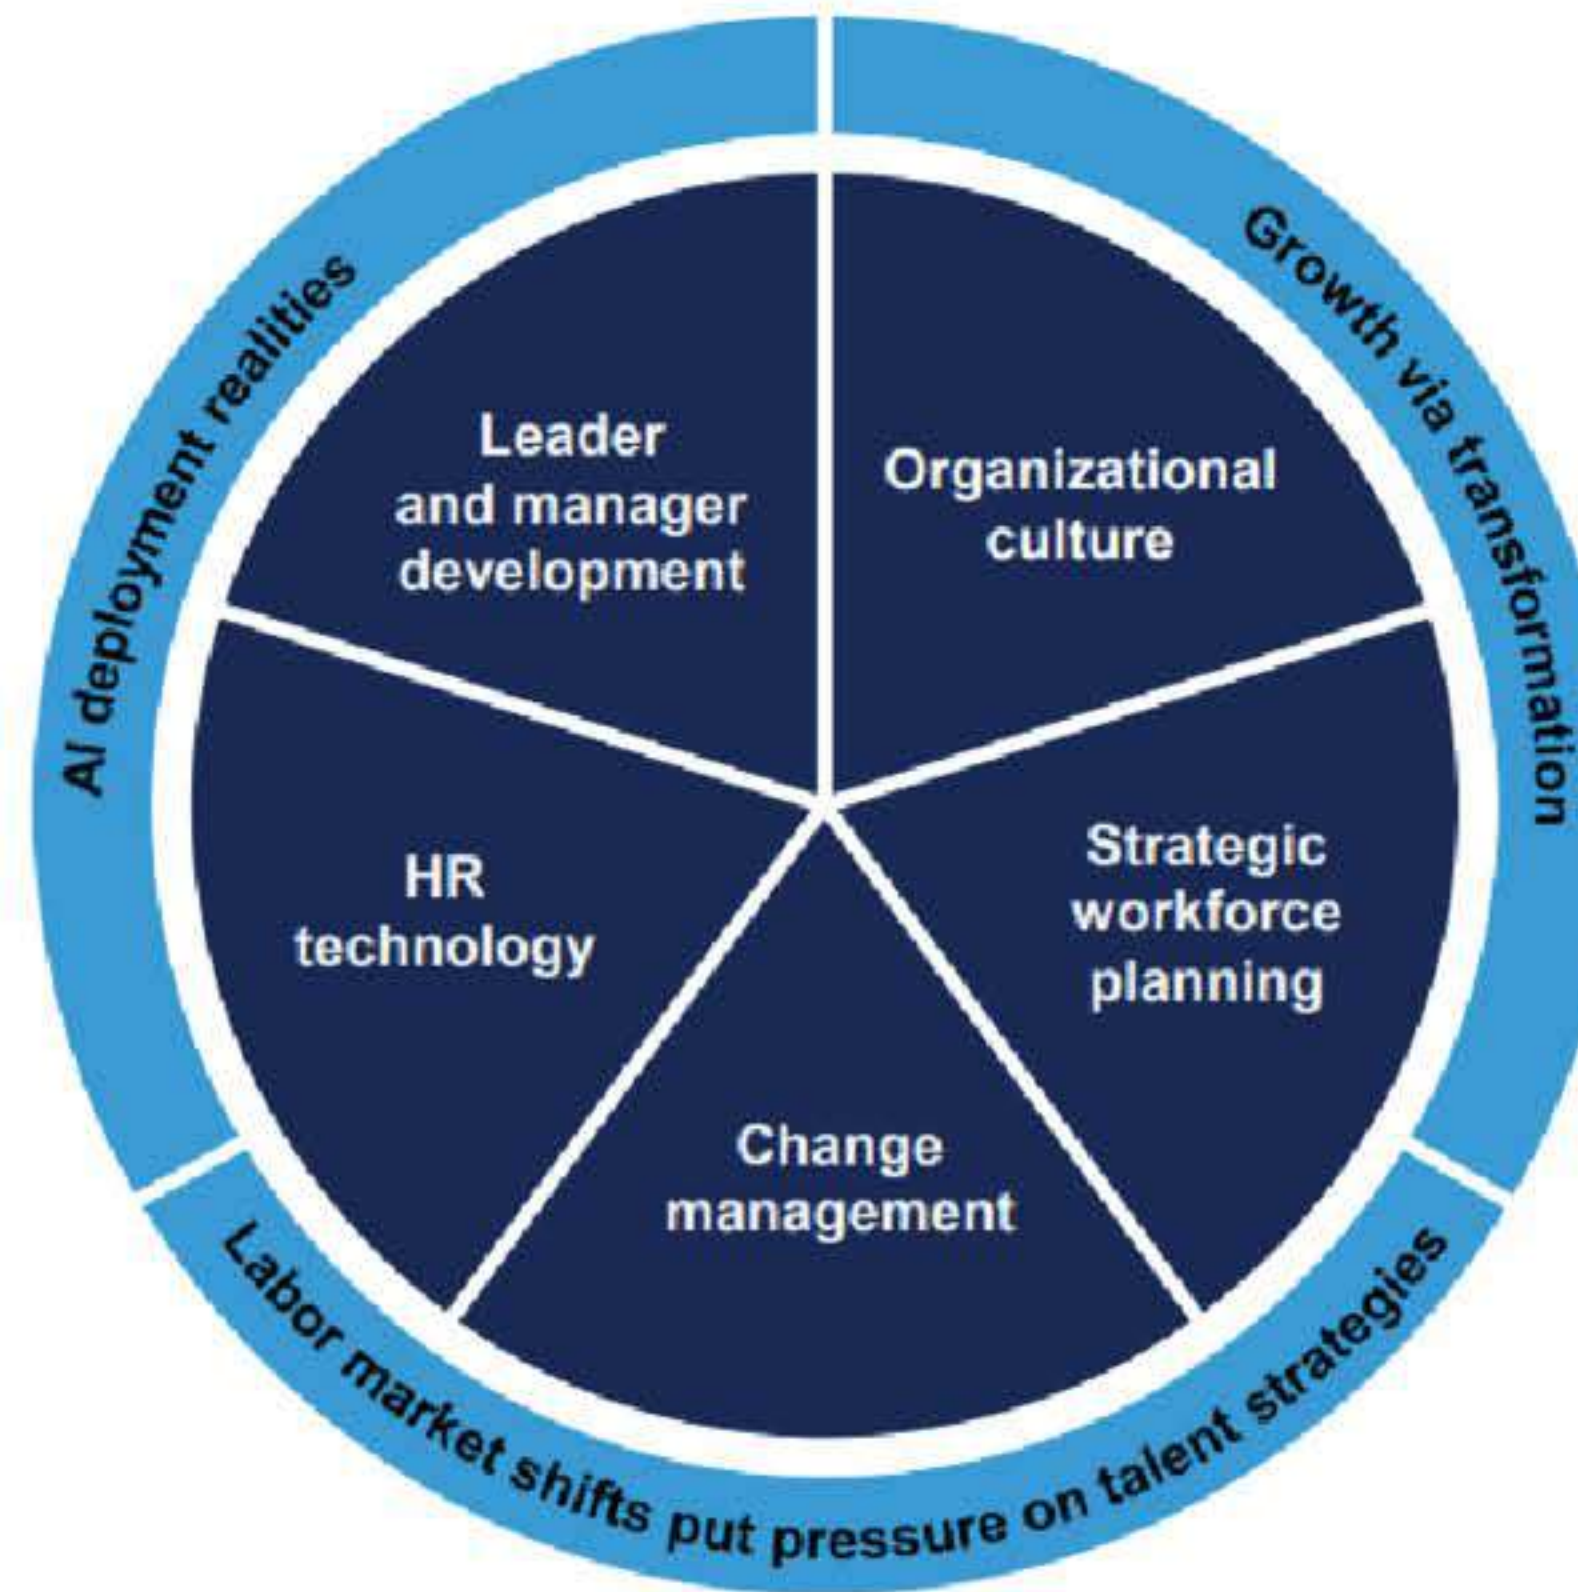 AI deployment realities
Growth via transformation
Leader
and manager
development
Organizational
culture
HR
technology
Strategic
workforce
planning
Change
management
Labor market shifts put pressure on talent strategies